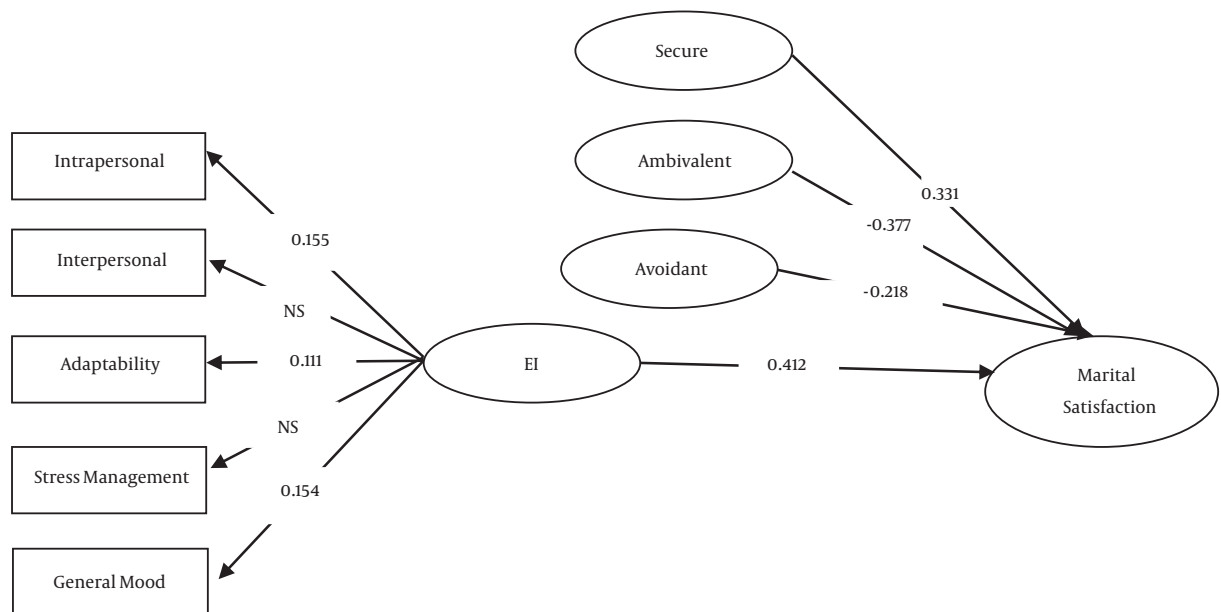 Secure
Ambivalent
Avoidant
Intrapersonal
Interpersonal
Adaptability
Stress Management
General Mood
0.155
NS
0.111
NS
0.154
EI
0.331
-0.377
-0.218
0.412
Marital
Satisfaction